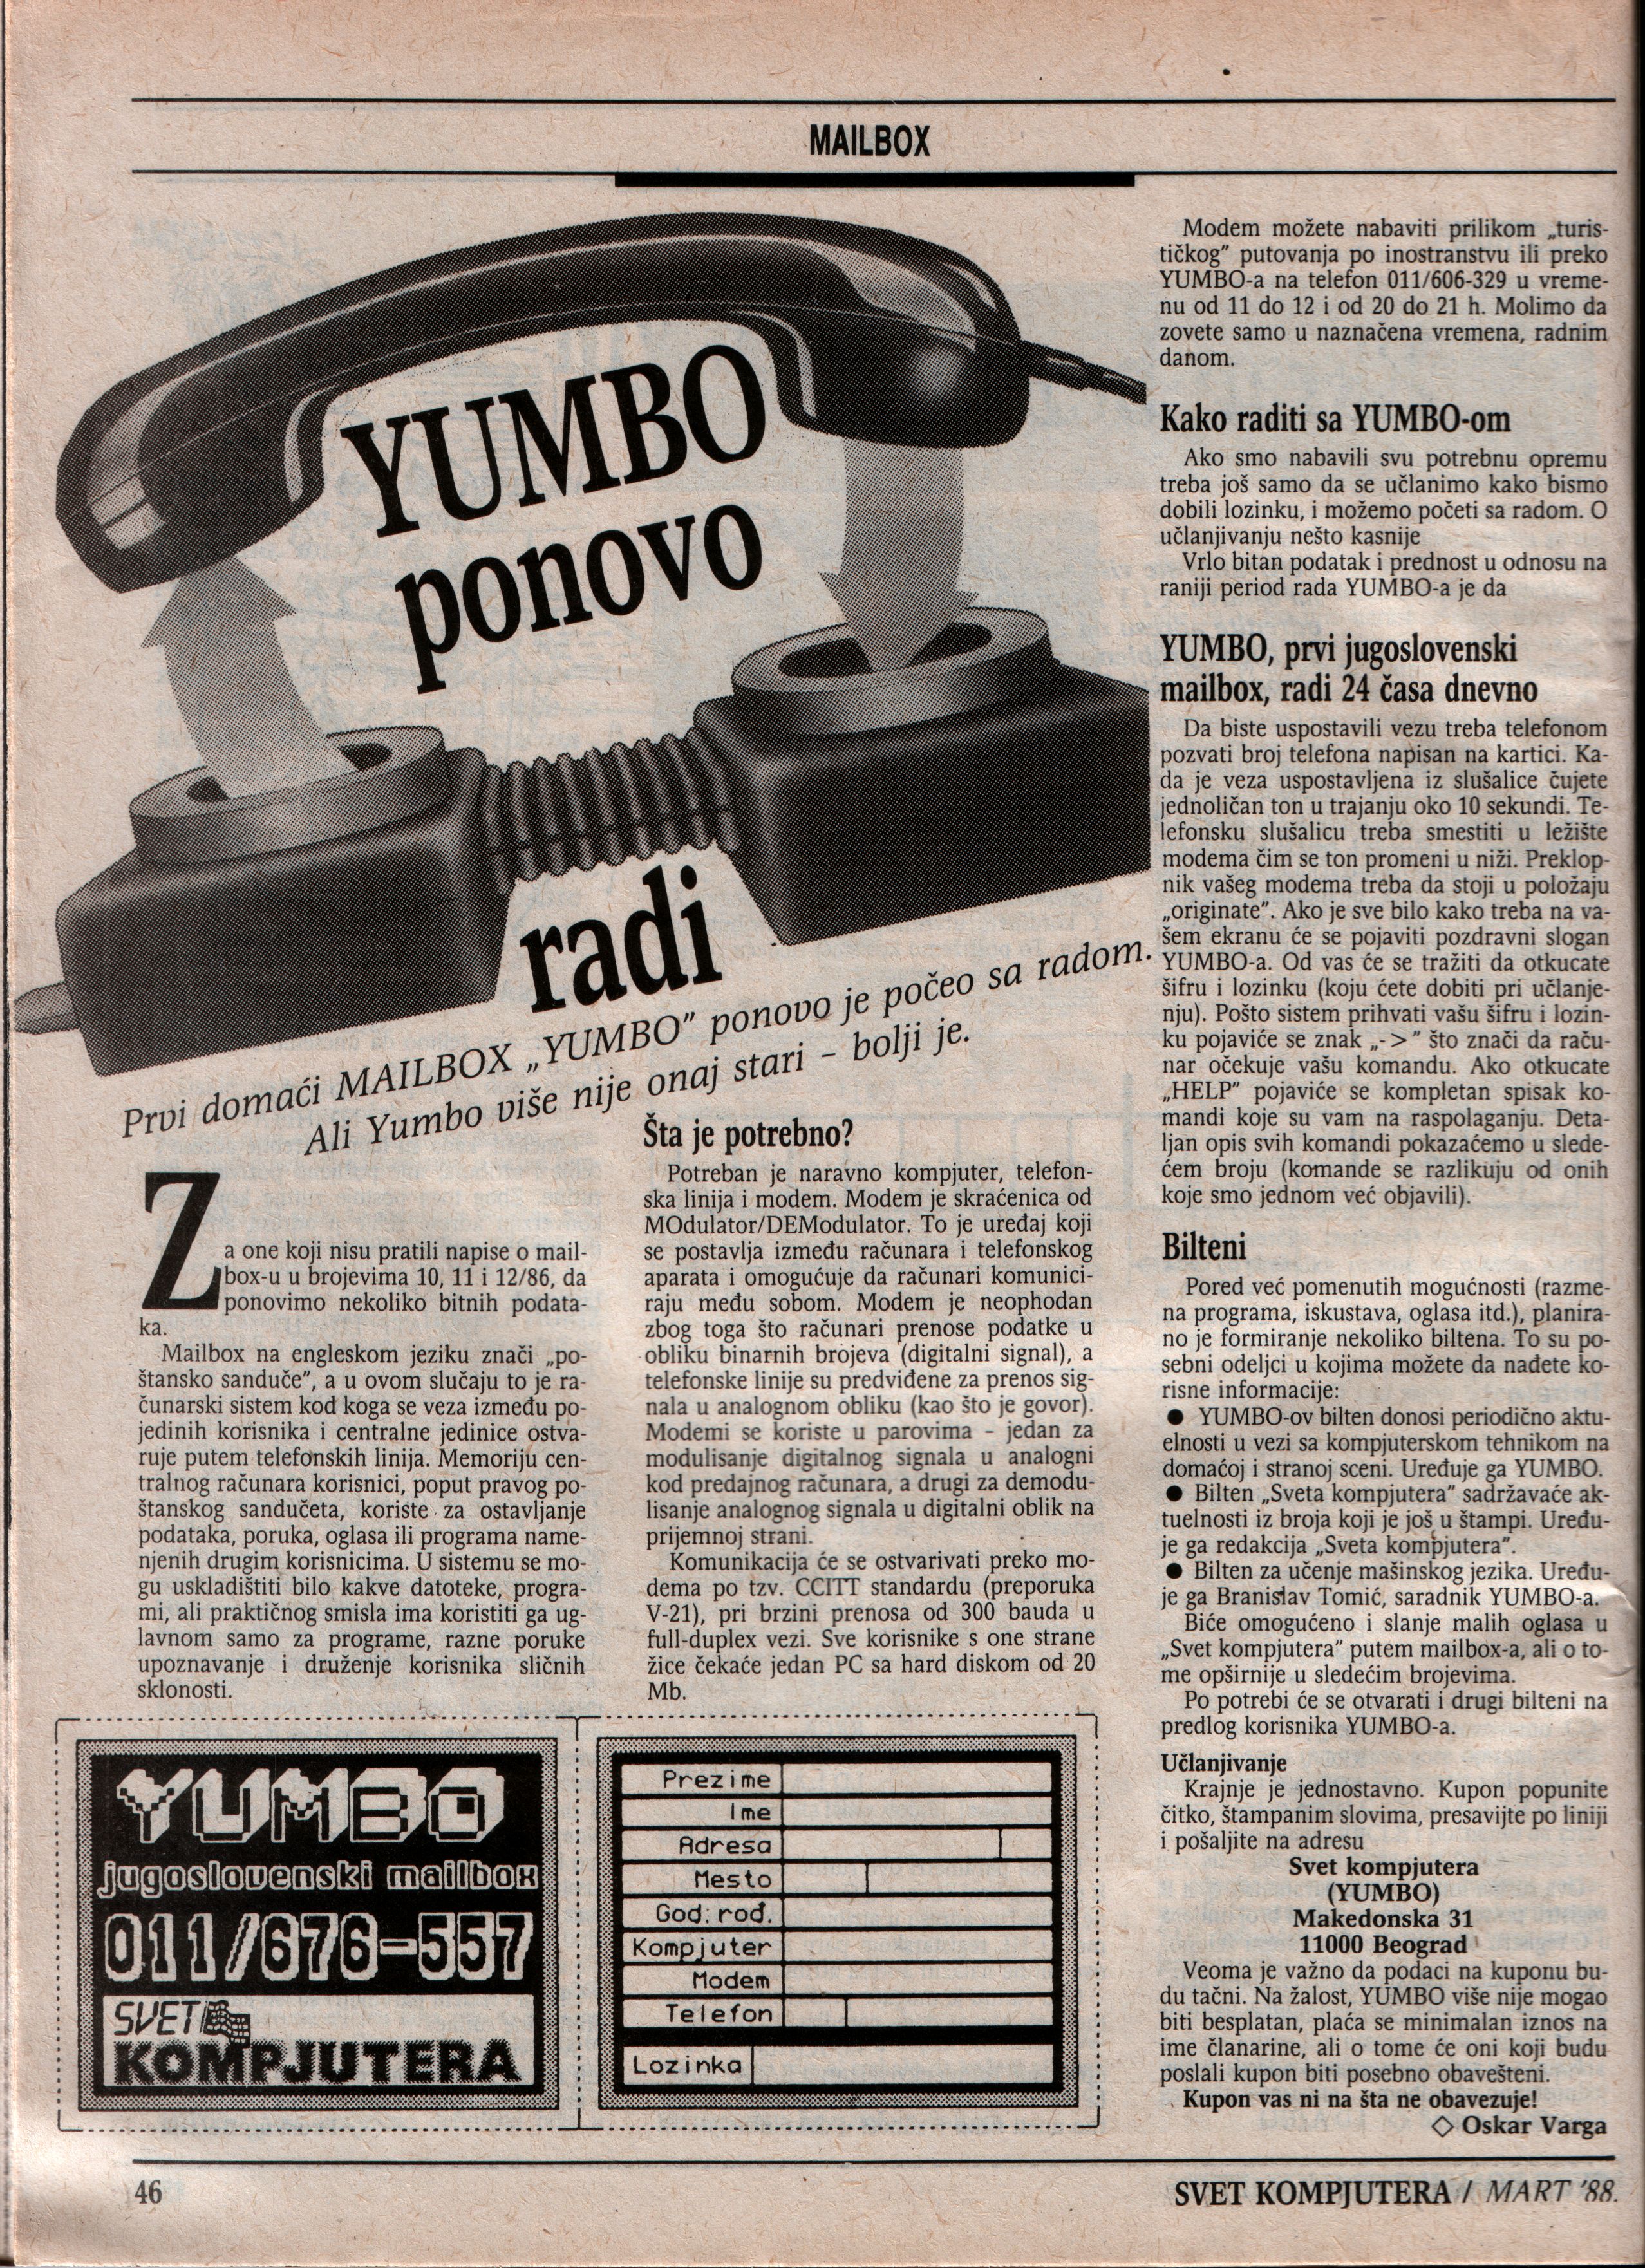 MAILBOX
YUMBO
ponovo
radi
Prvi domaći MAILBOX „YUMBO” ponovo je počeo sa radom.
Ali Yumbo više nije onaj stari – bolji je.
Za one koji nisu pratili napise o mail-
box-u u brojevima 10, 11 i 12/86, da
ponovimo nekoliko bitnih podata-
ka.
Mailbox na engleskom jeziku znači „po-
štansko sanduče”, a u ovom slučaju to je ra-
čunarski sistem kod koga se veza između po-
jedinih korisnika i centralne jedinice ostva-
ruje putem telefonskih linija. Memoriju cen-
tralnog računara korisnici, poput pravog po-
štanskog sandučeta, koriste za ostavljanje
podataka, poruka, oglasa ili programa name-
njenih drugim korisnicima. U sistemu se mo-
gu uskladištiti bilo kakve datoteke, progra-
mi, ali praktičnog smisla ima koristiti ga ug-
lavnom samo za programe, razne poruke
upoznavanje i druženje korisnika sličnih
sklonosti.
Šta je potrebno?
Potreban je naravno kompjuter, telefon-
ska linija i modem. Modem je skraćenica od
MOdulator/DEModulator. To je uređaj koji
se postavlja između računara i telefonskog
aparata i omogućuje da računari komunici-
raju među sobom. Modem je neophodan
zbog toga što računari prenose podatke u
obliku binarnih brojeva (digitalni signal), a
telefonske linije su predviđene za prenos sig-
nala u analognom obliku (kao što je govor).
Modemi se koriste u parovima – jedan za
modulisanje digitalnog signala u analogni
kod predajnog računara, a drugi za demodu-
lisanje analognog signala u digitalni oblik na
prijemnoj strani.
Komunikacija će se ostvarivati preko mo-
dema po tzv. CCITT standardu (preporuka
V-21), pri brzini prenosa od 300 bauda u
full-duplex vezi. Sve korisnike s one strane
žice čekaće jedan PC sa hard diskom od 20
Mb.
Modem možete nabaviti prilikom „turis-
tičkog” putovanja po inostranstvu ili preko
YUMBO-a na telefon 011/606-329 u vreme-
nu od 11 do 12 i od 20 do 21 h. Molimo da
zovete samo u naznačena vremena, radnim
danom.
Kako raditi sa YUMBO-om
Ako smo nabavili svu potrebnu opremu
treba još samo da se učlanimo kako bismo
dobili lozinku, i možemo početi sa radom. O
učlanjivanju nešto kasnije
Vrlo bitan podatak i prednost u odnosu na
raniji period rada YUMBO-a je da
YUMBO, prvi jugoslovenski
mailbox, radi 24 časa dnevno
Da biste uspostavili vezu treba telefonom
pozvati broj telefona napisan na kartici. Ka-
da je veza uspostavljena iz slušalice čujete
jednoličan ton u trajanju oko 10 sekundi. Te-
lefonsku slušalicu treba smestiti u ležište
modema čim se ton promeni u niži. Preklop-
nik vašeg modema treba da stoji u položaju
„originate”. Ako je sve bilo kako treba na va-
šem ekranu će se pojaviti pozdravni slogan
YUMBO-a. Od vas će se tražiti da otkucate
šifru i lozinku (koju ćete dobiti pri učlanje-
nju). Pošto sistem prihvati vašu šifru i lozin-
ku pojaviće se znak „->” što znači da raču-
nar očekuje vašu komandu. Ako otkucate
„HELP” pojaviće se kompletan spisak ko-
mandi koje su vam na raspolaganju. Deta-
ljan opis svih komandi pokazaćemo u slede-
ćem broju (komande se razlikuju od onih
koje smo jednom već objavili).
Bilteni
Pored već pomenutih mogućnosti (razme-
na programa, iskustava, oglasa itd.), planira-
no je formiranje nekoliko biltena. To su po-
sebni odeljci u kojima možete da nađete ko-
risne informacije:
● YUMBO-ov bilten donosi periodično aktu-
elnosti u vezi sa kompjuterskom tehnikom na
domaćoj i stranoj sceni. Uređuje ga YUMBO.
● Bilten „Sveta kompjutera” sadržavaće ak-
tuelnosti iz broja koji je još u štampi. Uređu-
je ga redakcija „Sveta kompjutera”.
● Bilten za učenje mašinskog jezika. Uređu-
je ga Branislav Tomić, saradnik YUMBO-a.
Biće omogućeno i slanje malih oglasa u
„Svet kompjutera” putem mailbox-a, ali o to-
me opširnije u sledećim brojevima.
Po potrebi će se otvarati i drugi bilteni na
predlog korisnika YUMBO-a.
Učlanjivanje
Krajnje je jednostavno. Kupon popunite
čitko, štampanim slovima, presavijte po liniji
i pošaljite na adresu
Svet kompjutera
(YUMBO)
Makedonska 31
11000 Beograd
Veoma je važno da podaci na kuponu bu-
du tačni. Na žalost, YUMBO više nije mogao
biti besplatan, plaća se minimalan iznos na
ime članarine, ali o tome će oni koji budu
poslali kupon biti posebno obavešteni.
Kupon vas ni na šta ne obavezuje!
◇ Oskar Varga
YUMBO
jugoslovenski mailbox
011/676-557
SVET
KOMPJUTERA
Prezime
Ime
Adresa
Mesto
God. rođ.
Kompjuter
Modem
Telefon
Lozinka
46
SVET KOMPJUTERA / MART '88.